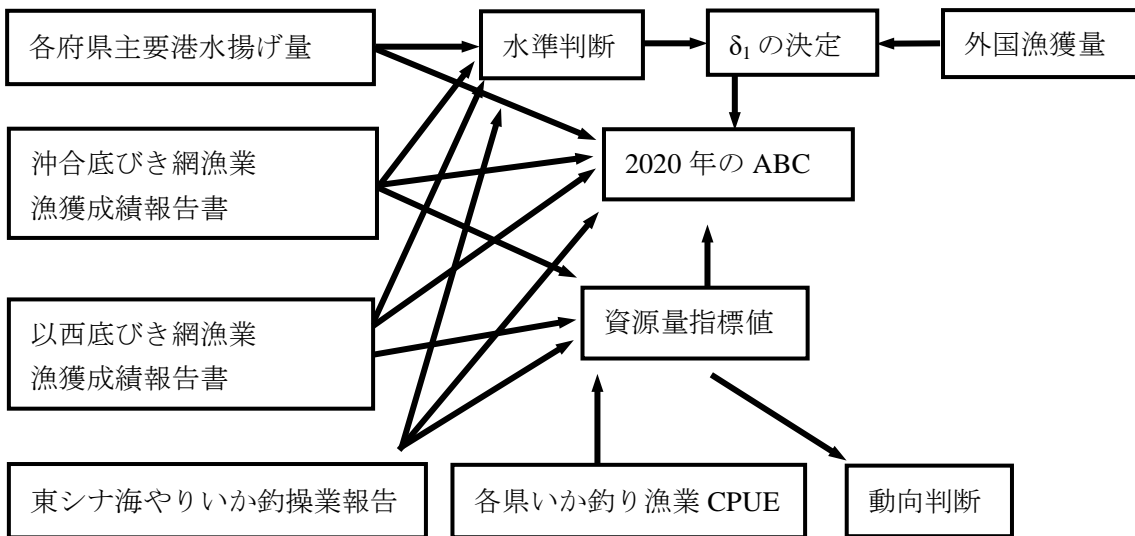 各府県主要港水揚げ量
水準判断
δ₁ の決定
外国漁獲量
沖合底びき網漁業
漁獲成績報告書
2020 年の ABC
以西底びき網漁業
漁獲成績報告書
資源量指標値
東シナ海やりいか釣操業報告
各県いか釣り漁業 CPUE
動向判断